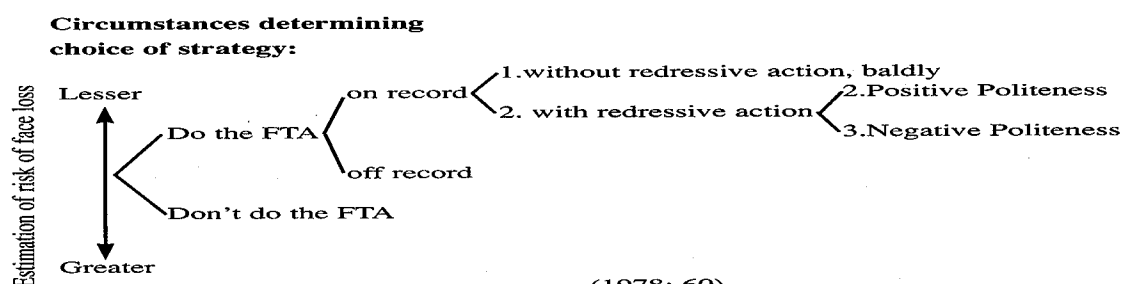 Circumstances determining
choice of strategy:
Estimation of risk of face loss
Lesser
1.without redressive action, baldly
on record
2. with redressive action
2.Positive Politeness
3.Negative Politeness
Do the FTA
off record
Don't do the FTA
Greater
(1978: 60)